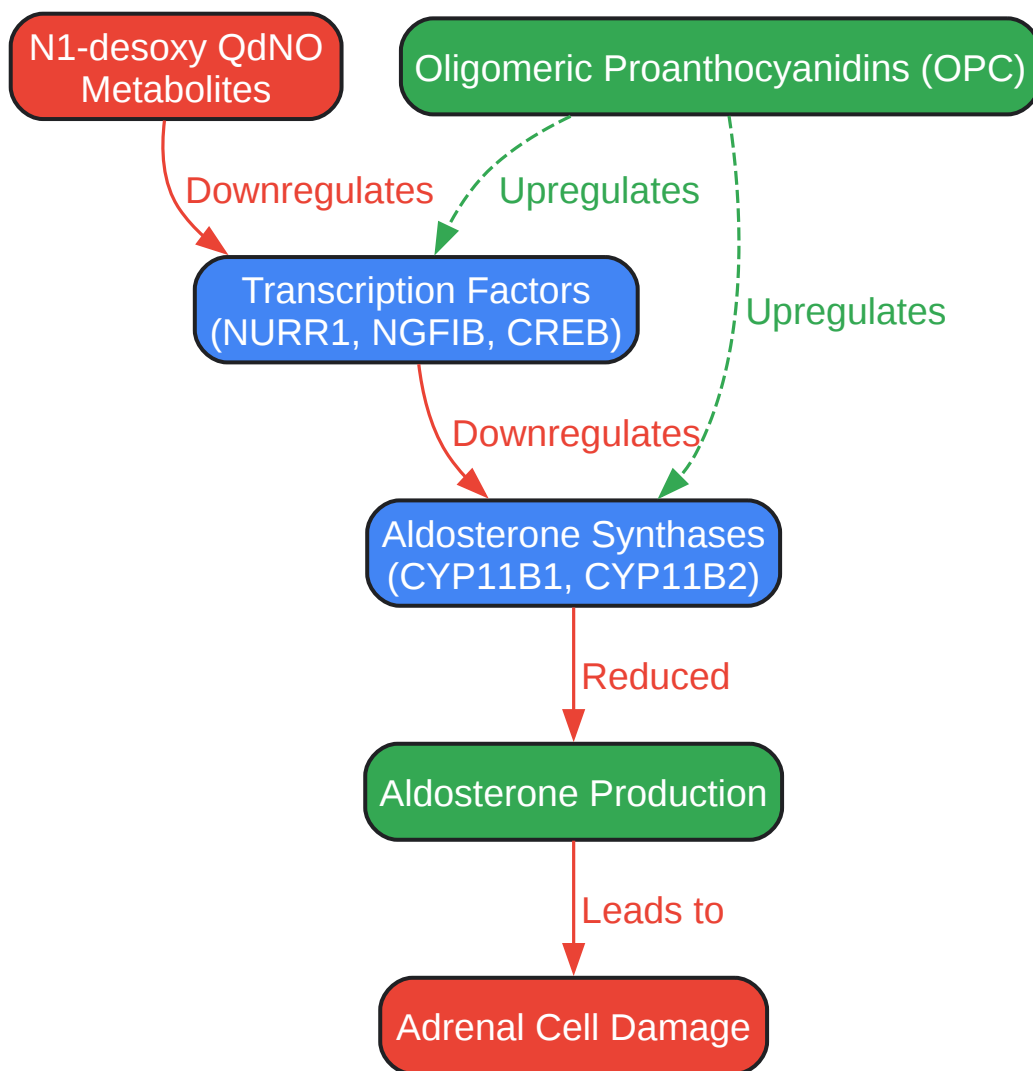 N1-desoxy QdNO
Metabolites
Oligomeric Proanthocyanidins (OPC)
Downregulates
Upregulates
Transcription Factors
(NURR1, NGFIB, CREB)
Upregulates
Downregulates
Aldosterone Synthases
(CYP11B1, CYP11B2)
Reduced
Aldosterone Production
Leads to
Adrenal Cell Damage